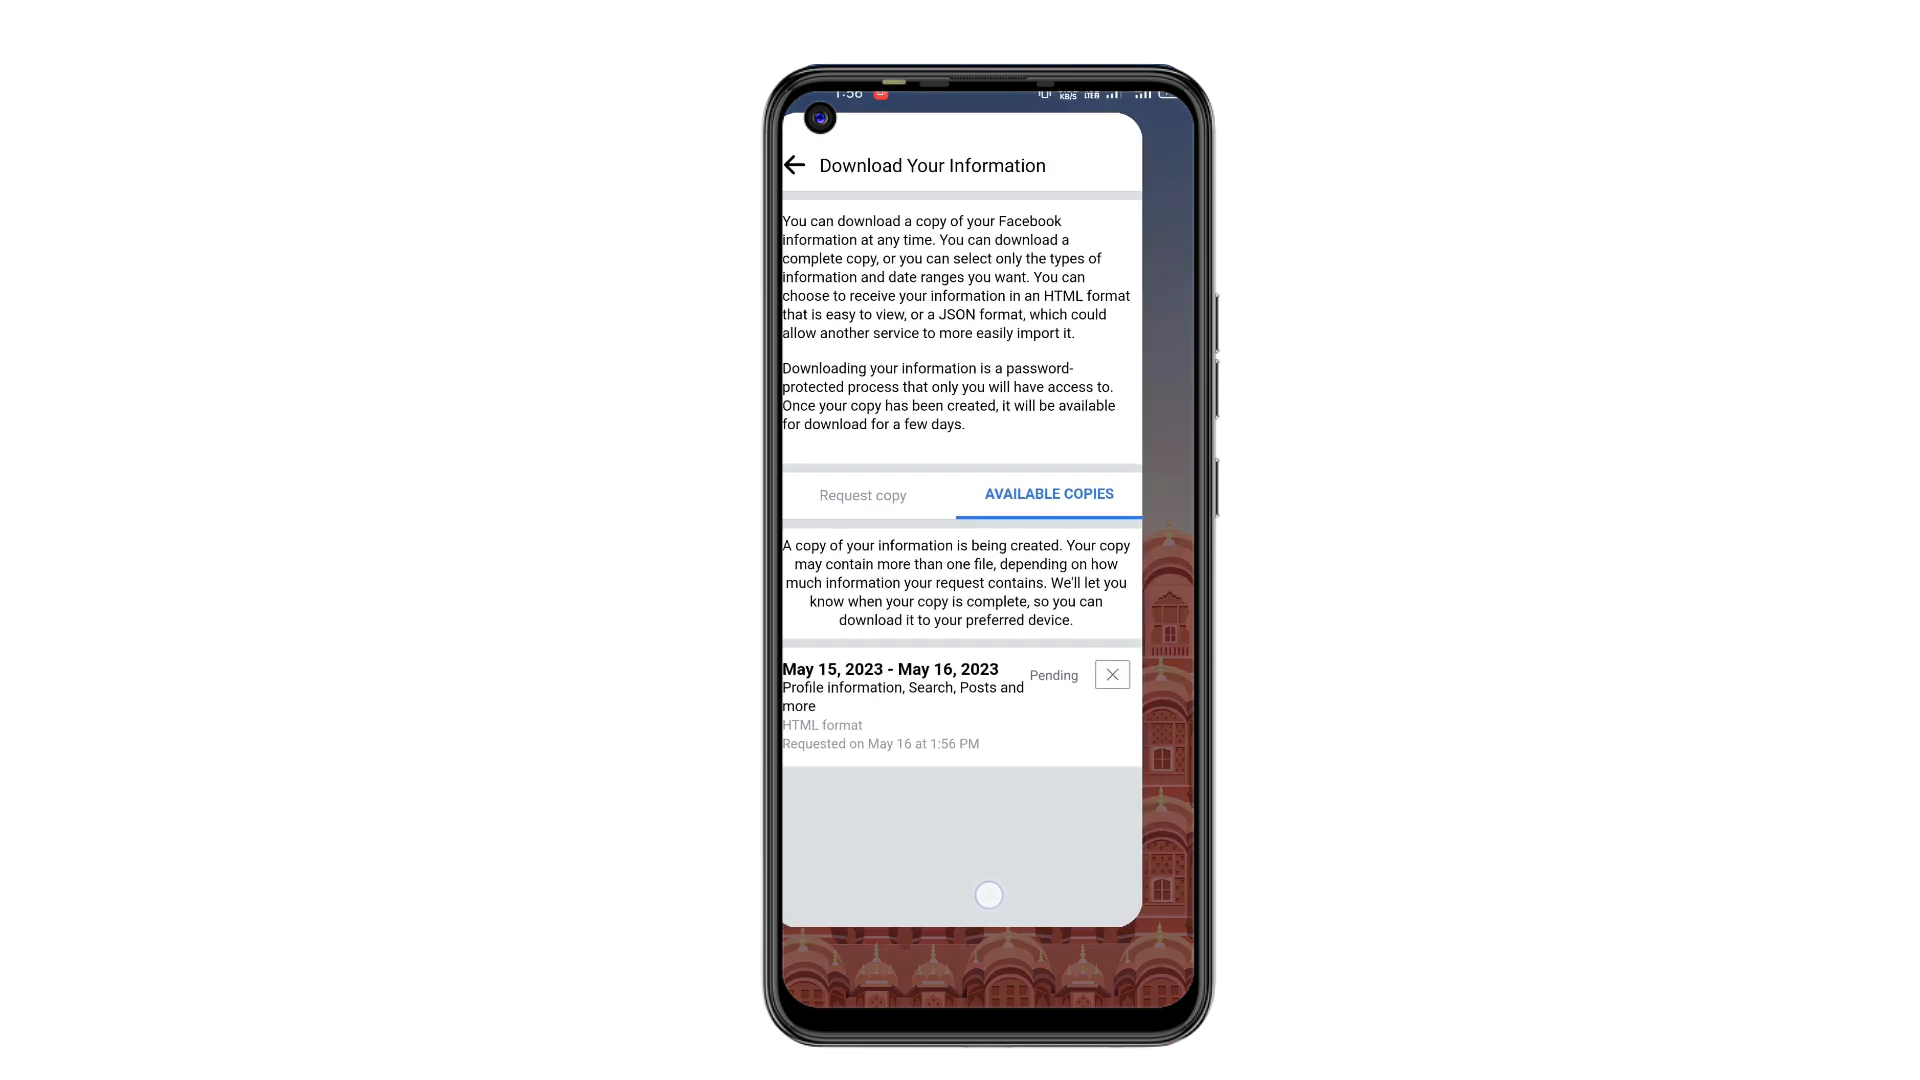 1:56
KB/S LTE
Download Your Information
You can download a copy of your Facebook
information at any time. You can download a
complete copy, or you can select only the types of
information and date ranges you want. You can
choose to receive your information in an HTML format
that is easy to view, or a JSON format, which could
allow another service to more easily import it.
Downloading your information is a password-
protected process that only you will have access to.
Once your copy has been created, it will be available
for download for a few days.
Request copy AVAILABLE COPIES
A copy of your information is being created. Your copy
may contain more than one file, depending on how
much information your request contains. We'll let you
know when your copy is complete, so you can
download it to your preferred device.
May 15, 2023 - May 16, 2023
Pending
Profile information, Search, Posts and
more
HTML format
Requested on May 16 at 1:56 PM